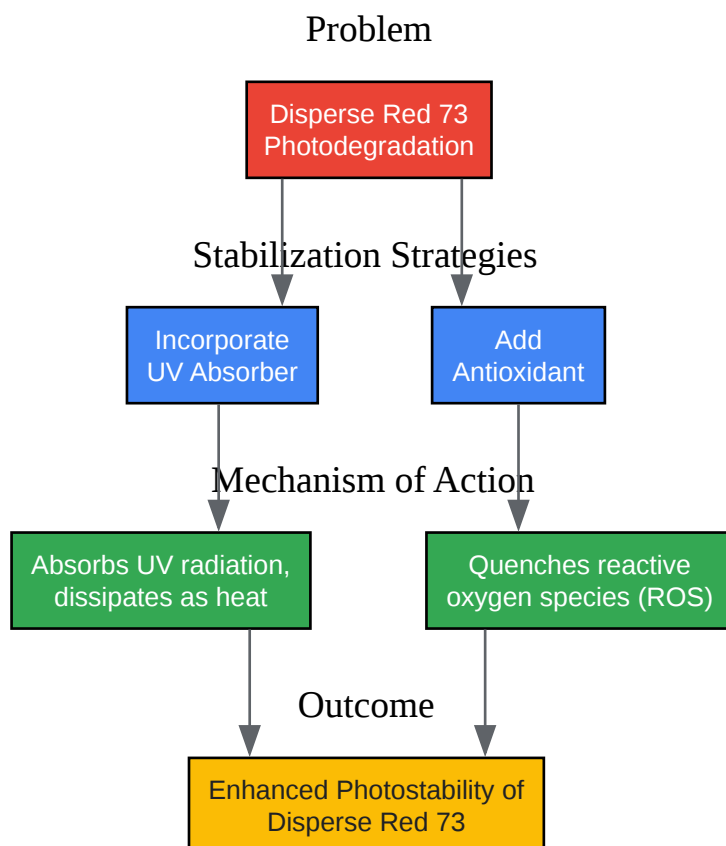 Problem
Disperse Red 73
Photodegradation
Stabilization Strategies
Incorporate
UV Absorber
Add
Antioxidant
Mechanism of Action
Absorbs UV radiation,
dissipates as heat
Quenches reactive
oxygen species (ROS)
Outcome
Enhanced Photostability of
Disperse Red 73